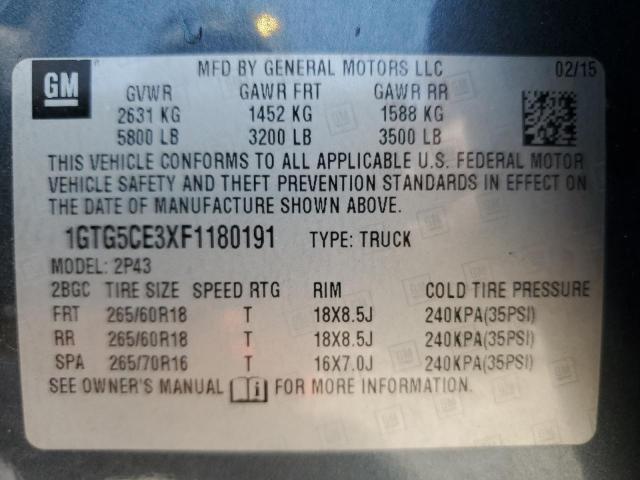 GM
MFD BY GENERAL MOTORS LLC 02/15
GVWR GAWR FRT GAWR RR
2631 KG 1452 KG 1588 KG
5800 LB 3200 LB 3500 LB
THIS VEHICLE CONFORMS TO ALL APPLICABLE U.S. FEDERAL MOTOR
VEHICLE SAFETY AND THEFT PREVENTION STANDARDS IN EFFECT ON
THE DATE OF MANUFACTURE SHOWN ABOVE.
1GTG5CE3XF1180191 TYPE: TRUCK
MODEL: 2P43
2BGC TIRE SIZE SPEED RTG RIM COLD TIRE PRESSURE
FRT 265/60R18 T 18X8.5J 240KPA(35PSI)
RR 265/60R18 T 18X8.5J 240KPA(35PSI)
SPA 265/70R16 T 16X7.0J 240KPA(35PSI)
SEE OWNER'S MANUAL i FOR MORE INFORMATION.